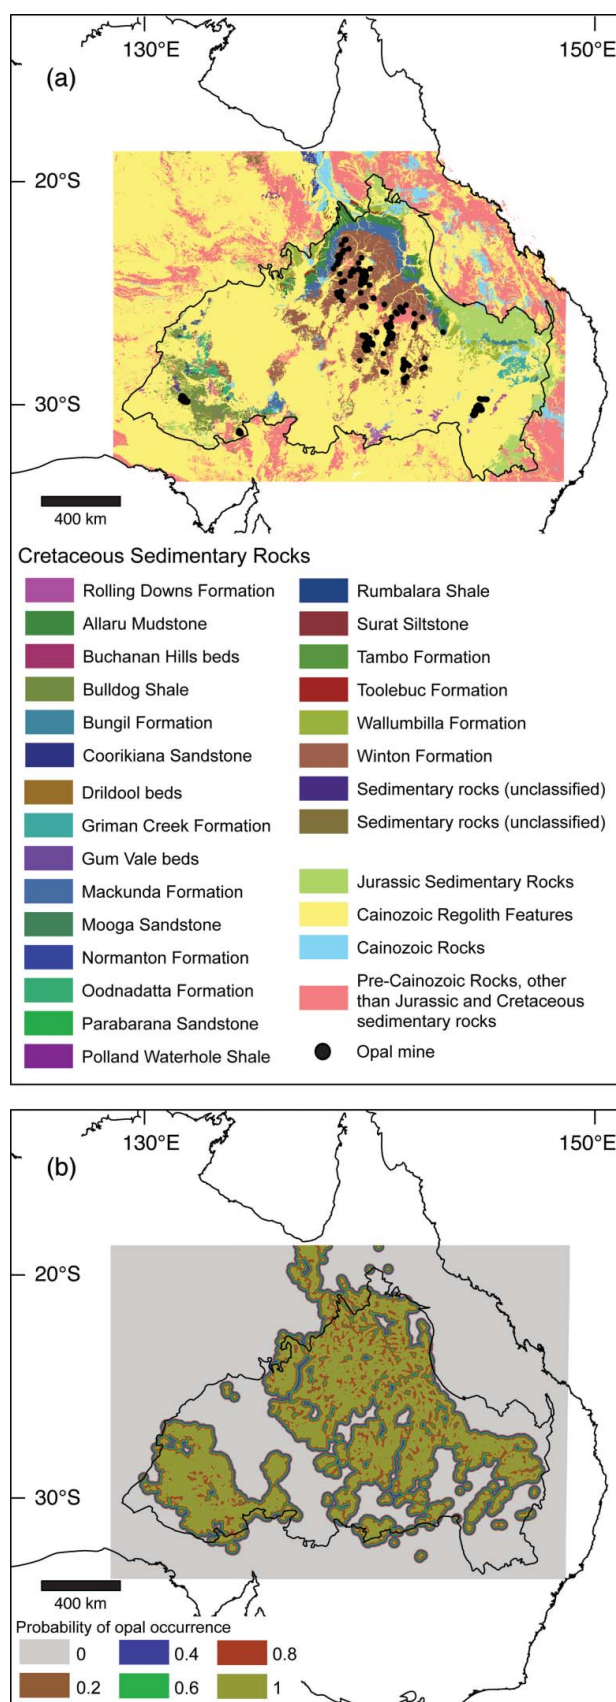 130°E
150°E
(a)
20°S
30°S
400 km
Cretaceous Sedimentary Rocks
Rolling Downs Formation
Allaru Mudstone
Buchanan Hills beds
Bulldog Shale
Bungil Formation
Coorikiana Sandstone
Drildool beds
Griman Creek Formation
Gum Vale beds
Mackunda Formation
Mooga Sandstone
Normanton Formation
Oodnadatta Formation
Parabarana Sandstone
Polland Waterhole Shale
Rumbalara Shale
Surat Siltstone
Tambo Formation
Toolebuc Formation
Wallumbilla Formation
Winton Formation
Sedimentary rocks (unclassified)
Sedimentary rocks (unclassified)
Jurassic Sedimentary Rocks
Cainozoic Regolith Features
Cainozoic Rocks
Pre-Cainozoic Rocks, other
than Jurassic and Cretaceous
sedimentary rocks
Opal mine
130°E
150°E
(b)
20°S
30°S
400 km
Probability of opal occurrence
0
0.4
0.8
0.2
0.6
1